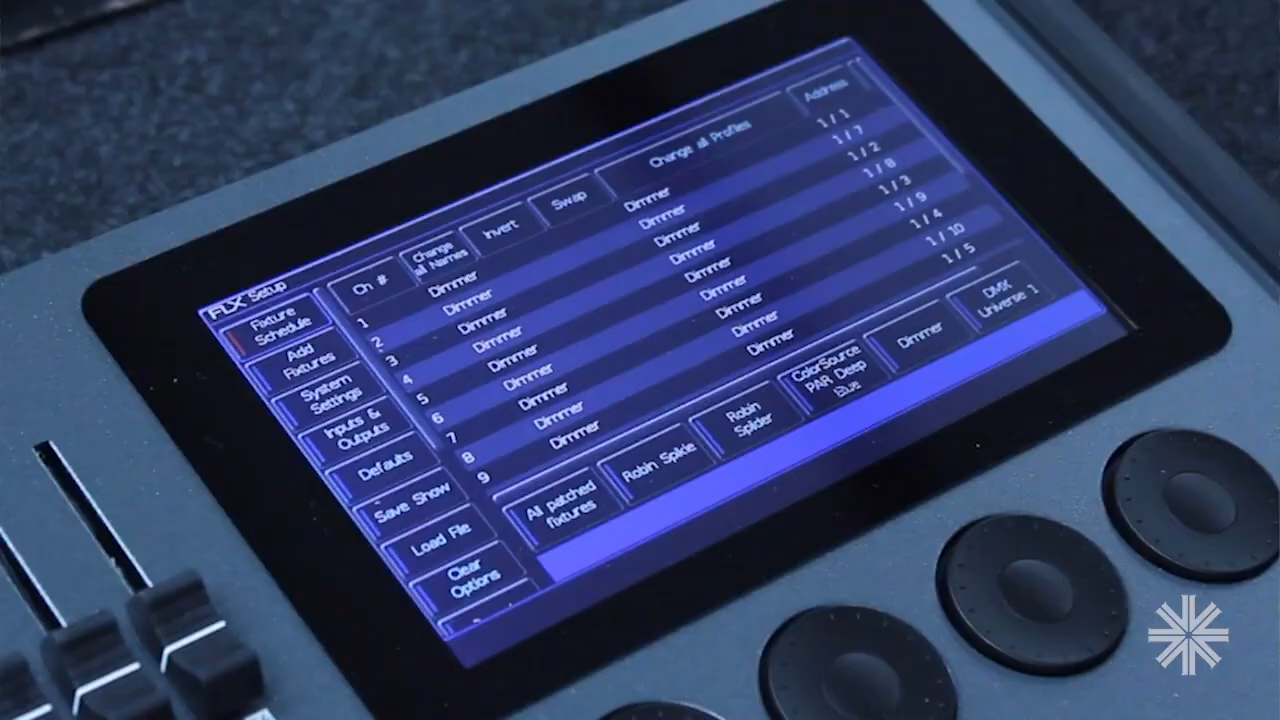 FLX Setup
Fixture
Schedule
Add
Fixtures
System
Settings
Inputs &
Outputs
Defaults
Save Show
Load File
Clear
Options
Ch #
Change
all Names
Invert
Swap
Change all Profiles
Address
1 Dimmer Dimmer 1 / 1
2 Dimmer Dimmer 1 / 7
3 Dimmer Dimmer 1 / 2
4 Dimmer Dimmer 1 / 8
5 Dimmer Dimmer 1 / 3
6 Dimmer Dimmer 1 / 9
7 Dimmer Dimmer 1 / 4
8 Dimmer Dimmer 1 / 10
9 Dimmer Dimmer 1 / 5
All patched
fixtures
Robin Spikie
Robin
Spiider
ColorSource
PAR Deep
Blue
Dimmer
DMX
Universe 1